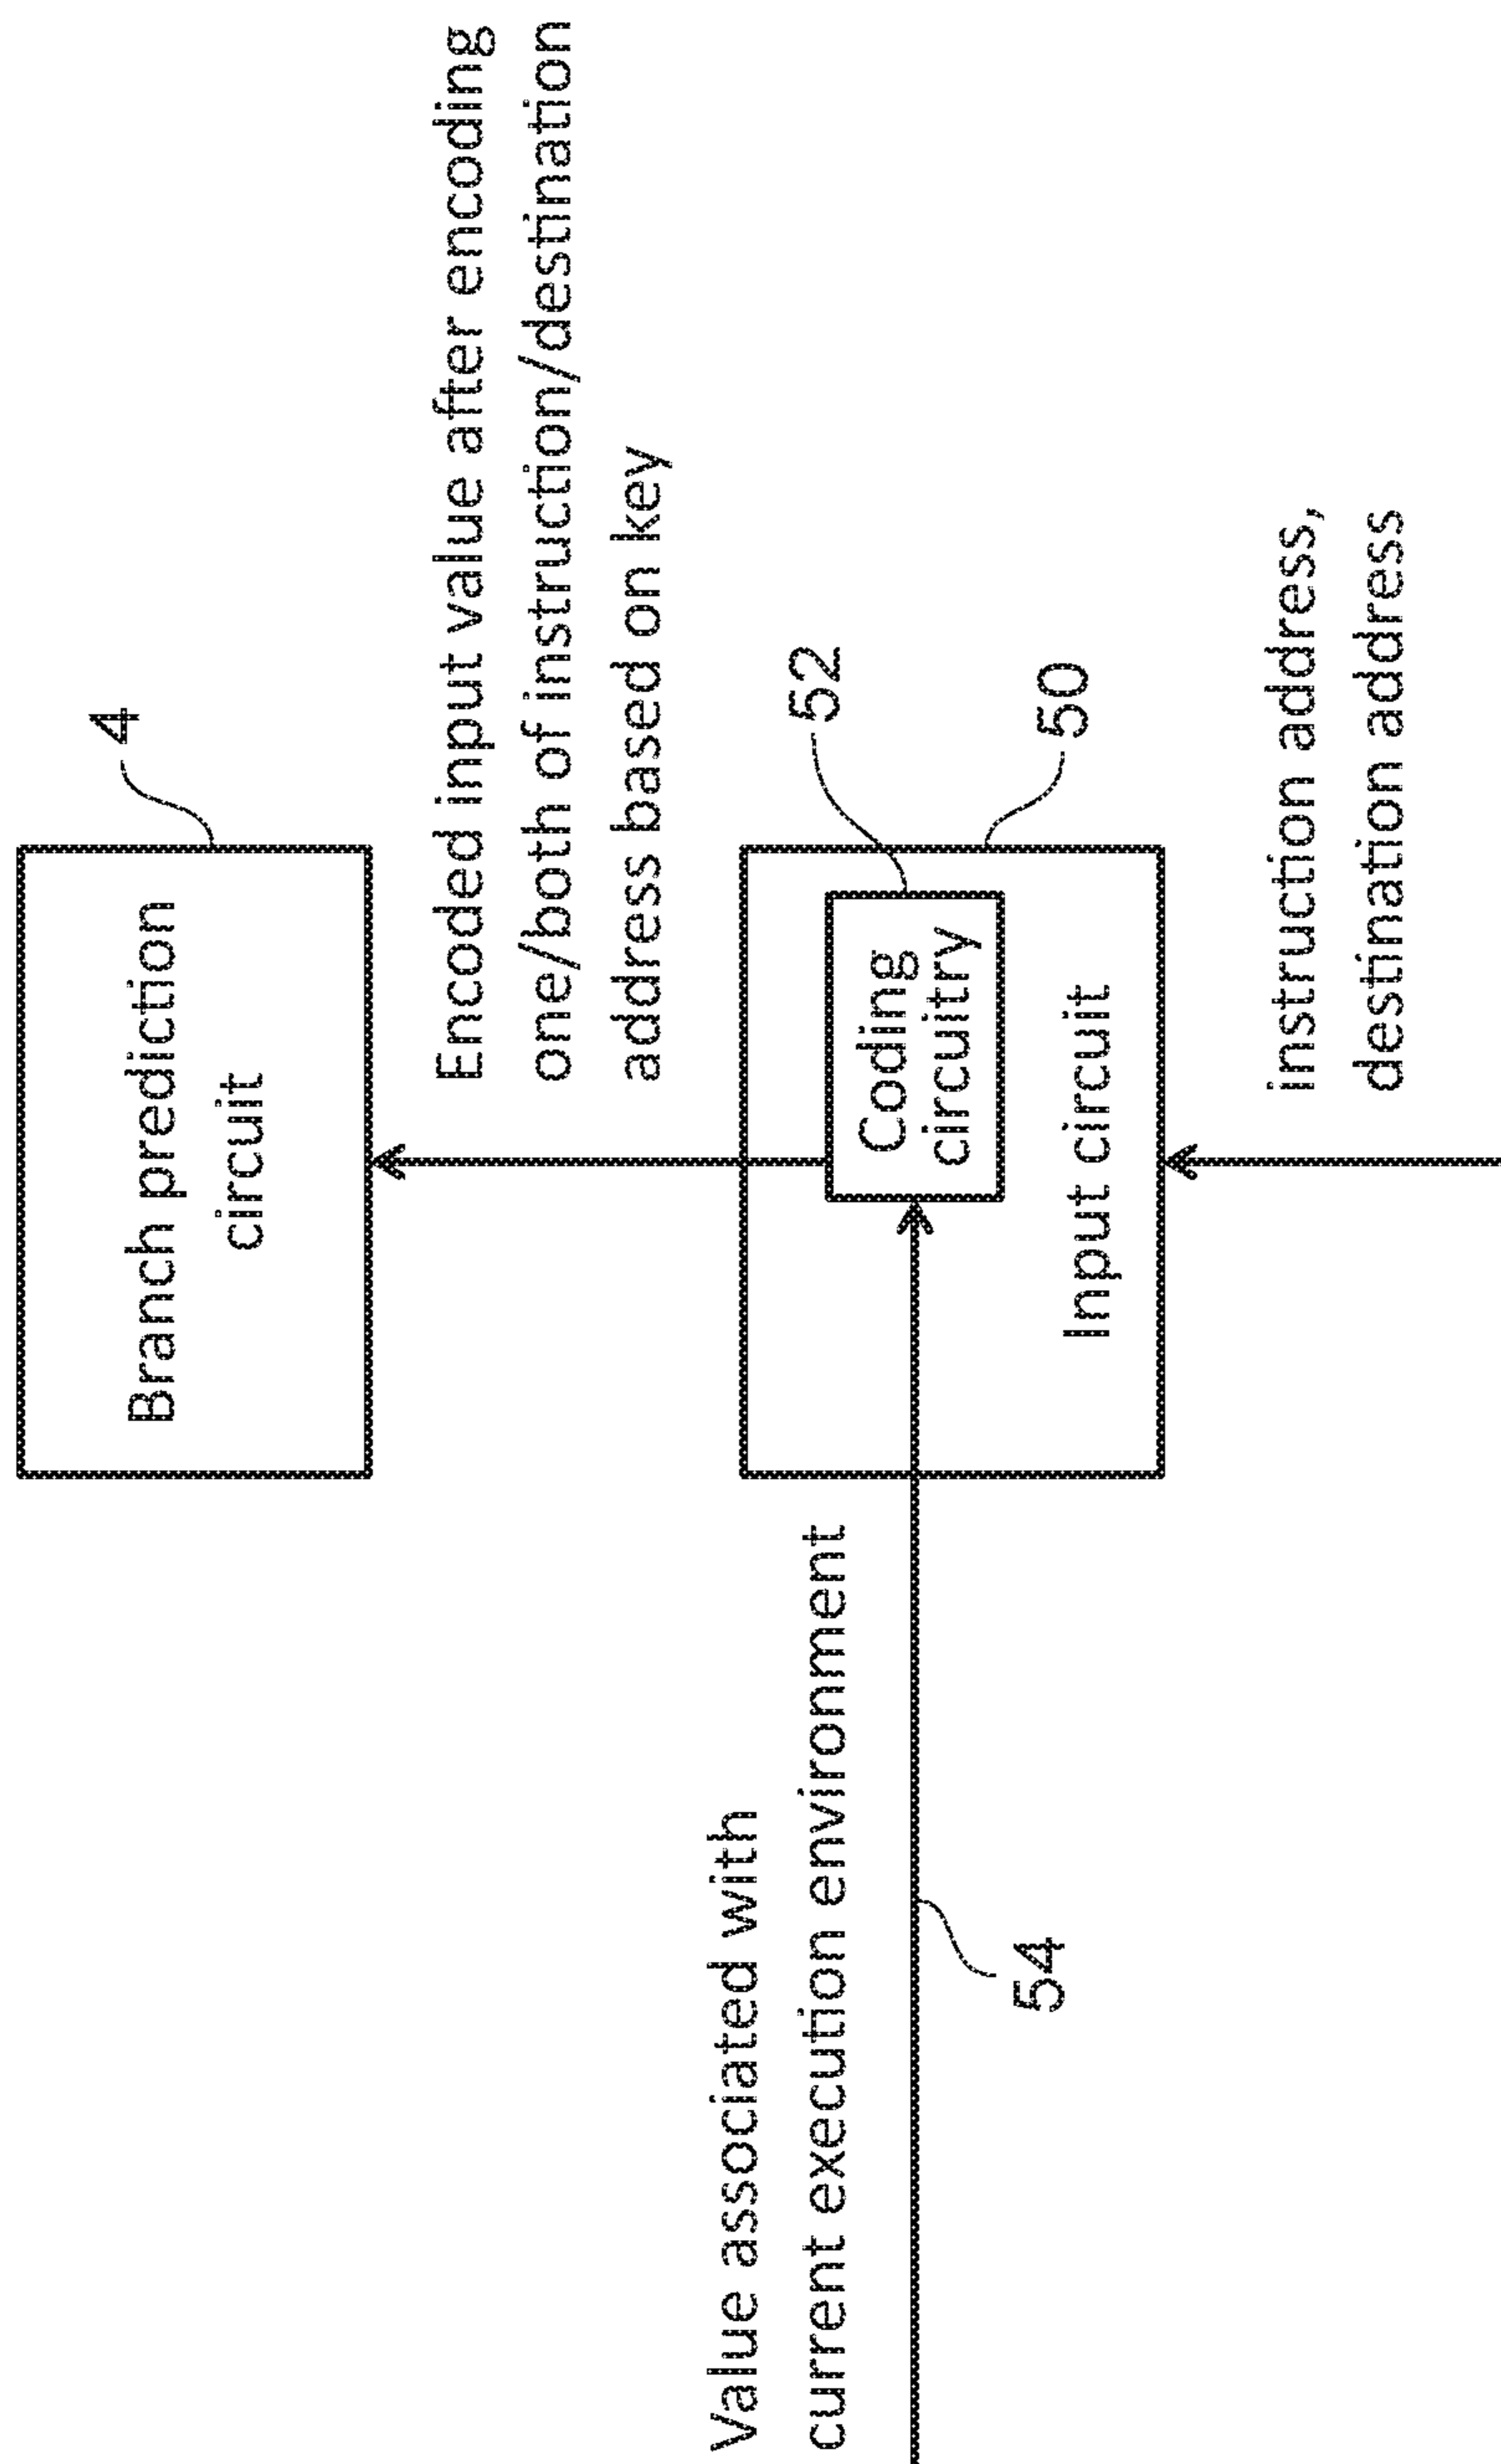 4
Branch prediction
circuit
Encoded input value after encoding
one/both of instruction/destination
address based on key
52
Coding
circuitry
50
Input circuit
Value associated with
current execution environment
54
instruction address,
destination address